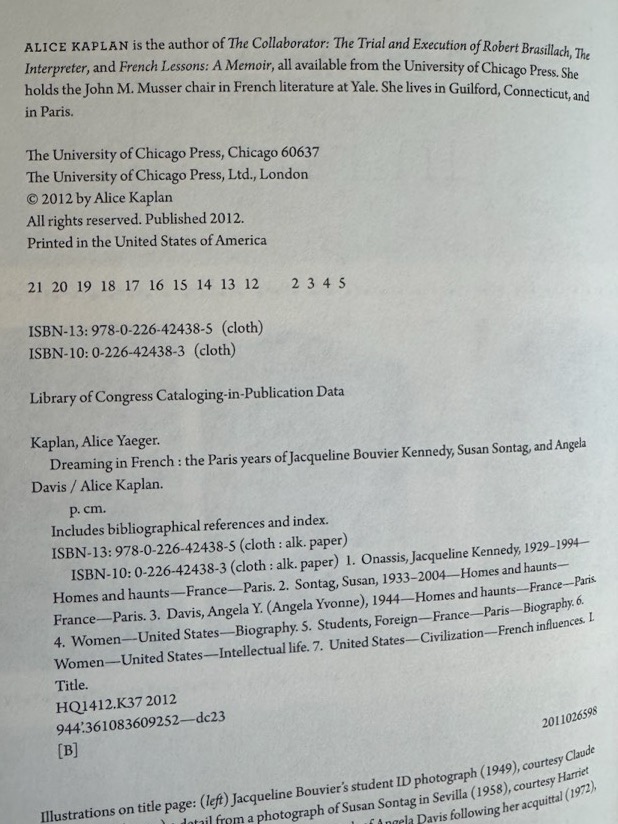 ALICE KAPLAN is the author of The Collaborator: The Trial and Execution of Robert Brasillach, The
Interpreter, and French Lessons: A Memoir, all available from the University of Chicago Press. She
holds the John M. Musser chair in French literature at Yale. She lives in Guilford, Connecticut, and
in Paris.
The University of Chicago Press, Chicago 60637
The University of Chicago Press, Ltd., London
© 2012 by Alice Kaplan
All rights reserved. Published 2012.
Printed in the United States of America
21 20 19 18 17 16 15 14 13 12 2 3 4 5
ISBN-13: 978-0-226-42438-5 (cloth)
ISBN-10: 0-226-42438-3 (cloth)
Library of Congress Cataloging-in-Publication Data
Kaplan, Alice Yaeger.
Dreaming in French : the Paris years of Jacqueline Bouvier Kennedy, Susan Sontag, and Angela
Davis / Alice Kaplan.
p. cm.
Includes bibliographical references and index.
ISBN-13: 978-0-226-42438-5 (cloth : alk. paper)
ISBN-10: 0-226-42438-3 (cloth : alk. paper) 1. Onassis, Jacqueline Kennedy, 1929–1994—
Homes and haunts—France—Paris. 2. Sontag, Susan, 1933–2004—Homes and haunts—
France—Paris. 3. Davis, Angela Y. (Angela Yvonne), 1944—Homes and haunts—France—Paris.
4. Women—United States—Biography. 5. Students, Foreign—France—Paris—Biography. 6.
Women—United States—Intellectual life. 7. United States—Civilization—French influences. I.
Title.
HQ1412.K37 2012
944'.361083609252—dc23
2011026598
[B]
Illustrations on title page: (left) Jacqueline Bouvier's student ID photograph (1949), courtesy Claude
detail from a photograph of Susan Sontag in Sevilla (1958), courtesy Harriet
of Angela Davis following her acquittal (1972),